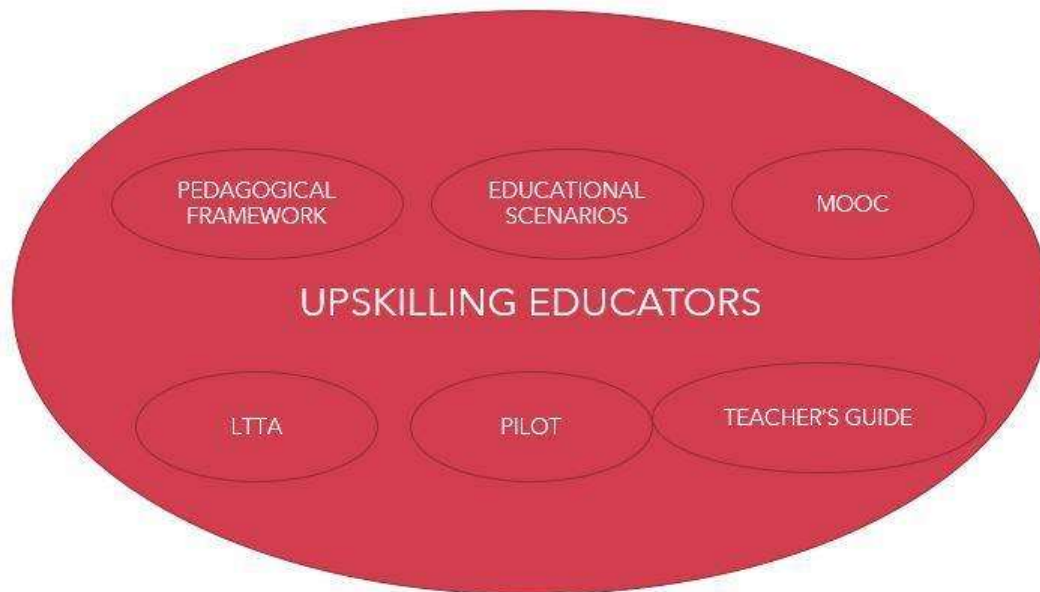 PEDAGOGICAL
FRAMEWORK
EDUCATIONAL
SCENARIOS
MOOC
UPSKILLING EDUCATORS
LTTA
PILOT
TEACHER'S GUIDE